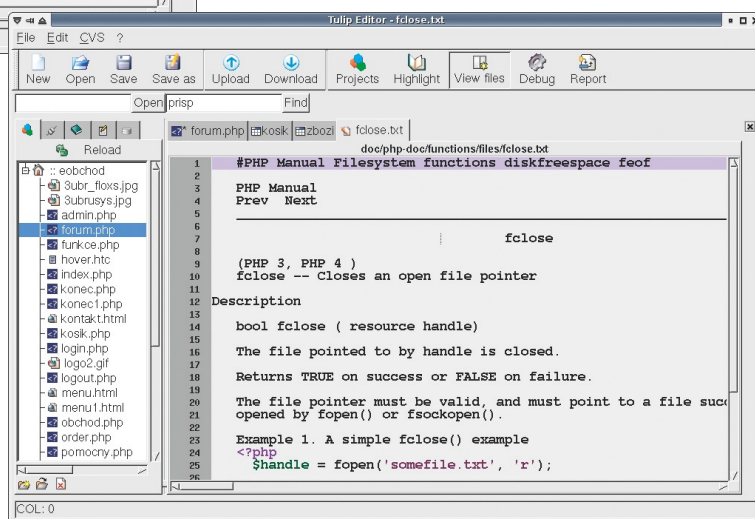 Tulip Editor - fclose.txt
File Edit CVS ?
New Open Save Save as Upload Download Projects Highlight View files Debug Report
Open prisp Find
forum.php kosik zbozi fclose.txt
Reload
doc/php-doc/functions/files/fclose.txt
:: eobchod
3ubr_floxs.jpg
3ubrusys.jpg
admin.php
forum.php
funkce.php
hover.htc
index.php
konec.php
konec1.php
kontakt.html
kosik.php
login.php
logo2.gif
logout.php
menu.html
menu1.html
obchod.php
order.php
pomocny.php
1 #PHP Manual Filesystem functions diskfreespace feof
2
3 PHP Manual
4 Prev Next
5
6
7 fclose
8
9 (PHP 3, PHP 4 )
10 fclose -- Closes an open file pointer
11
12 Description
13
14 bool fclose ( resource handle)
15
16 The file pointed to by handle is closed.
17
18 Returns TRUE on success or FALSE on failure.
19
20 The file pointer must be valid, and must point to a file succ
21 opened by fopen() or fsockopen().
22
23 Example 1. A simple fclose() example
24 <?php
25 $handle = fopen('somefile.txt', 'r');
26
COL: 0